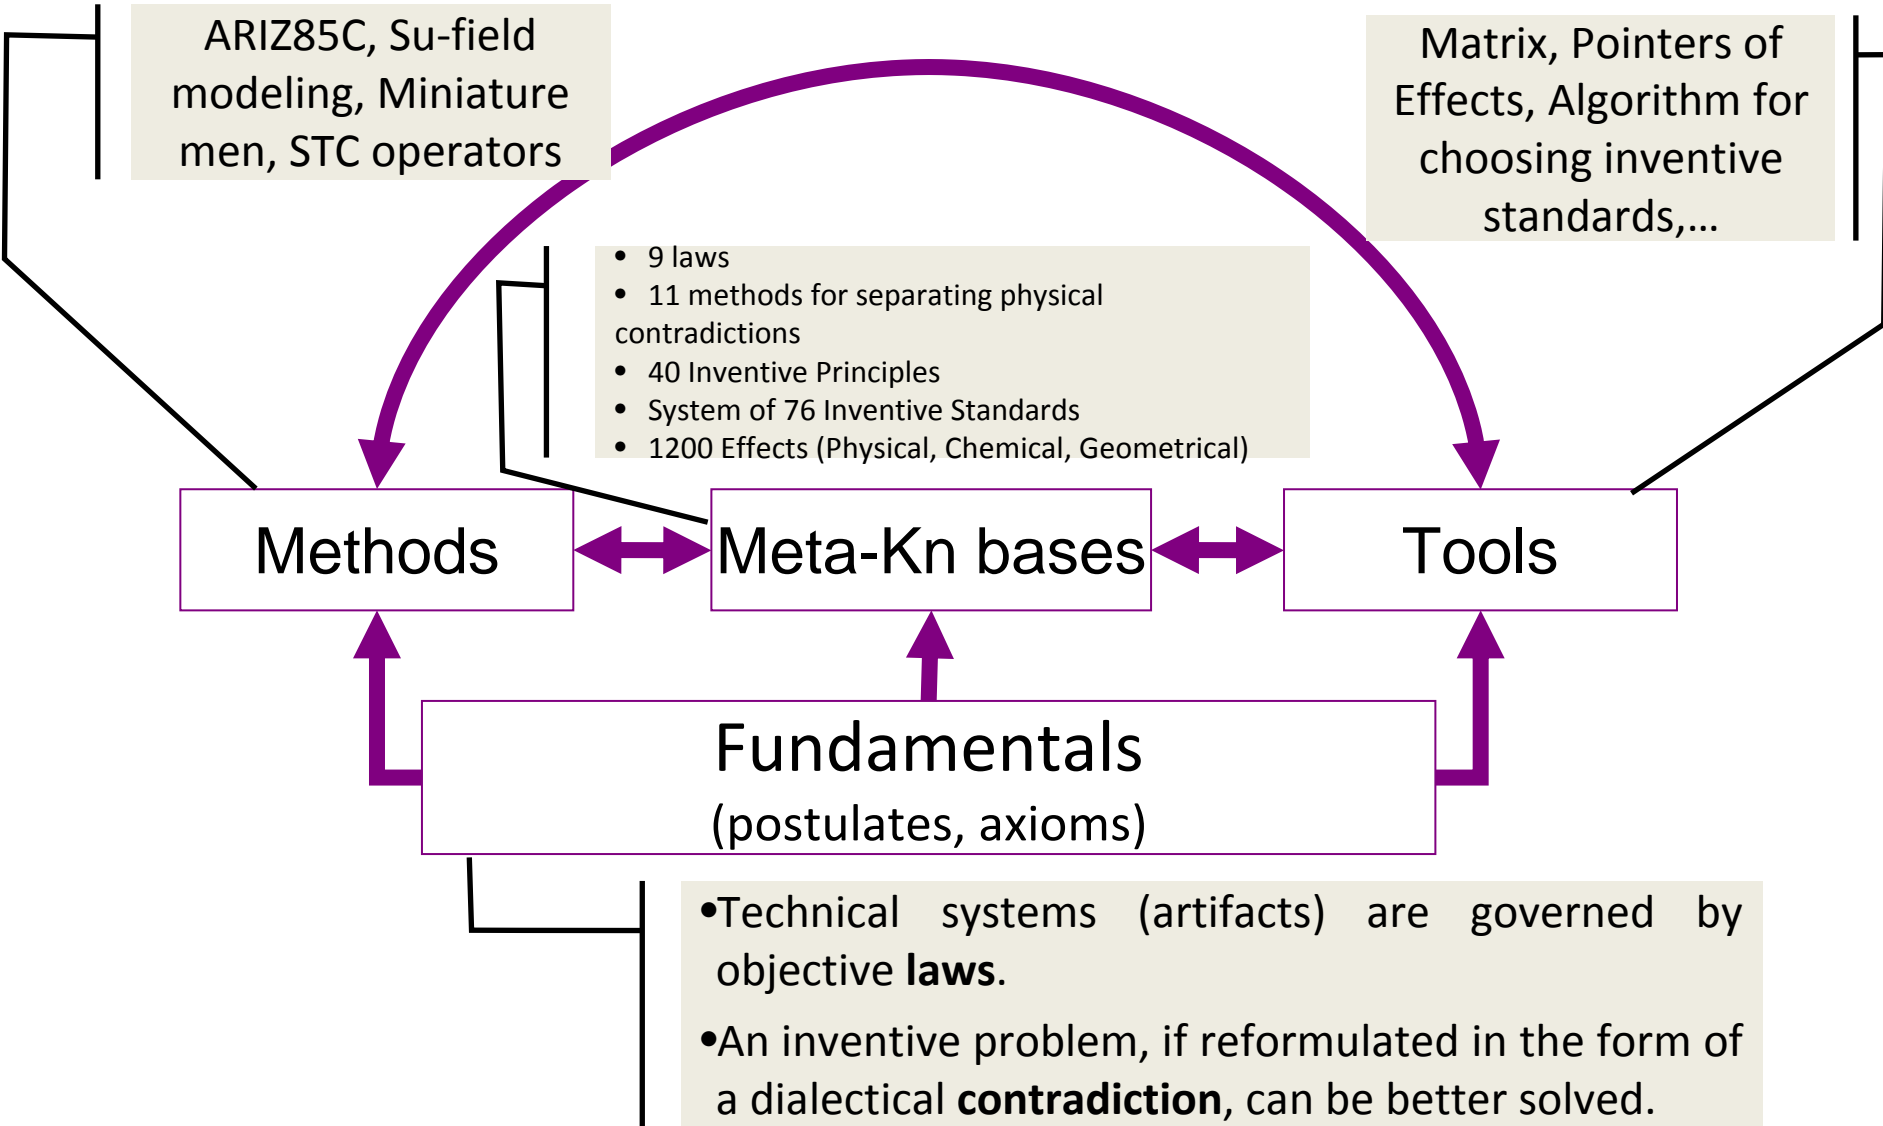 ARIZ85C, Su-field
modeling, Miniature
men, STC operators
Matrix, Pointers of
Effects, Algorithm for
choosing inventive
standards,...
• 9 laws
• 11 methods for separating physical
contradictions
• 40 Inventive Principles
• System of 76 Inventive Standards
• 1200 Effects (Physical, Chemical, Geometrical)
Methods
Meta-Kn bases
Tools
Fundamentals
(postulates, axioms)
•Technical systems (artifacts) are governed by
objective laws.
•An inventive problem, if reformulated in the form of
a dialectical contradiction, can be better solved.